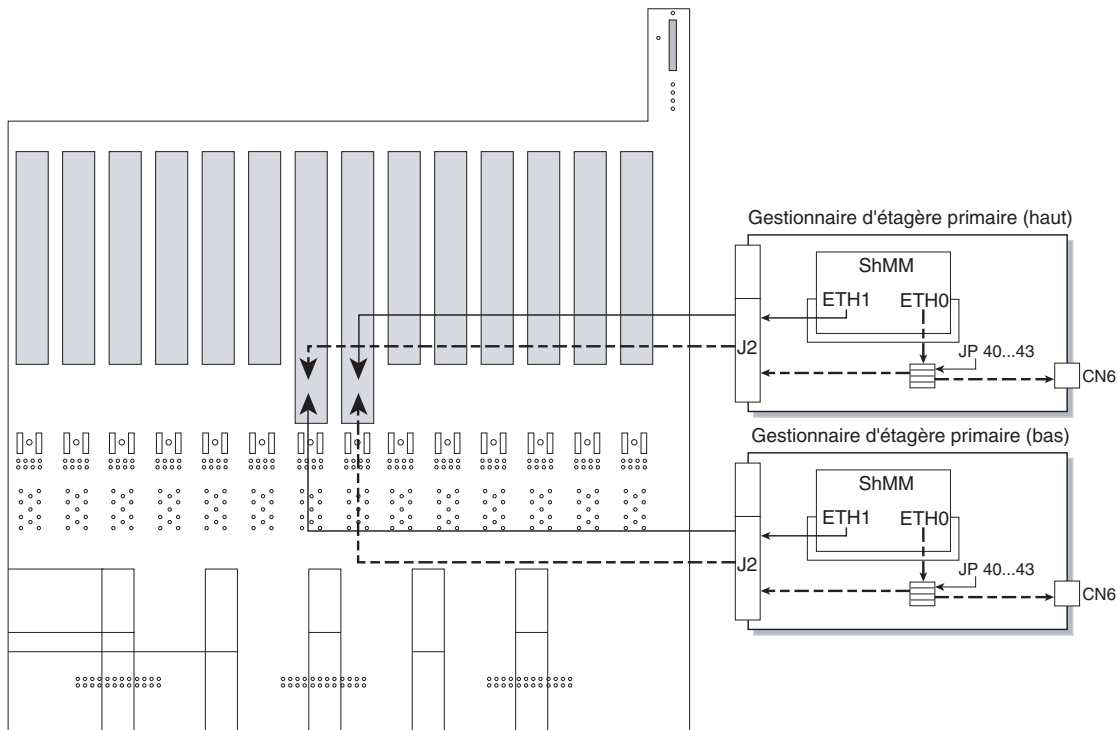 Gestionnaire d'étagère primaire (haut)
ShMM
ETH1 ETH0
J2
JP 40...43
CN6
Gestionnaire d'étagère primaire (bas)
ShMM
ETH1 ETH0
J2
JP 40...43
CN6